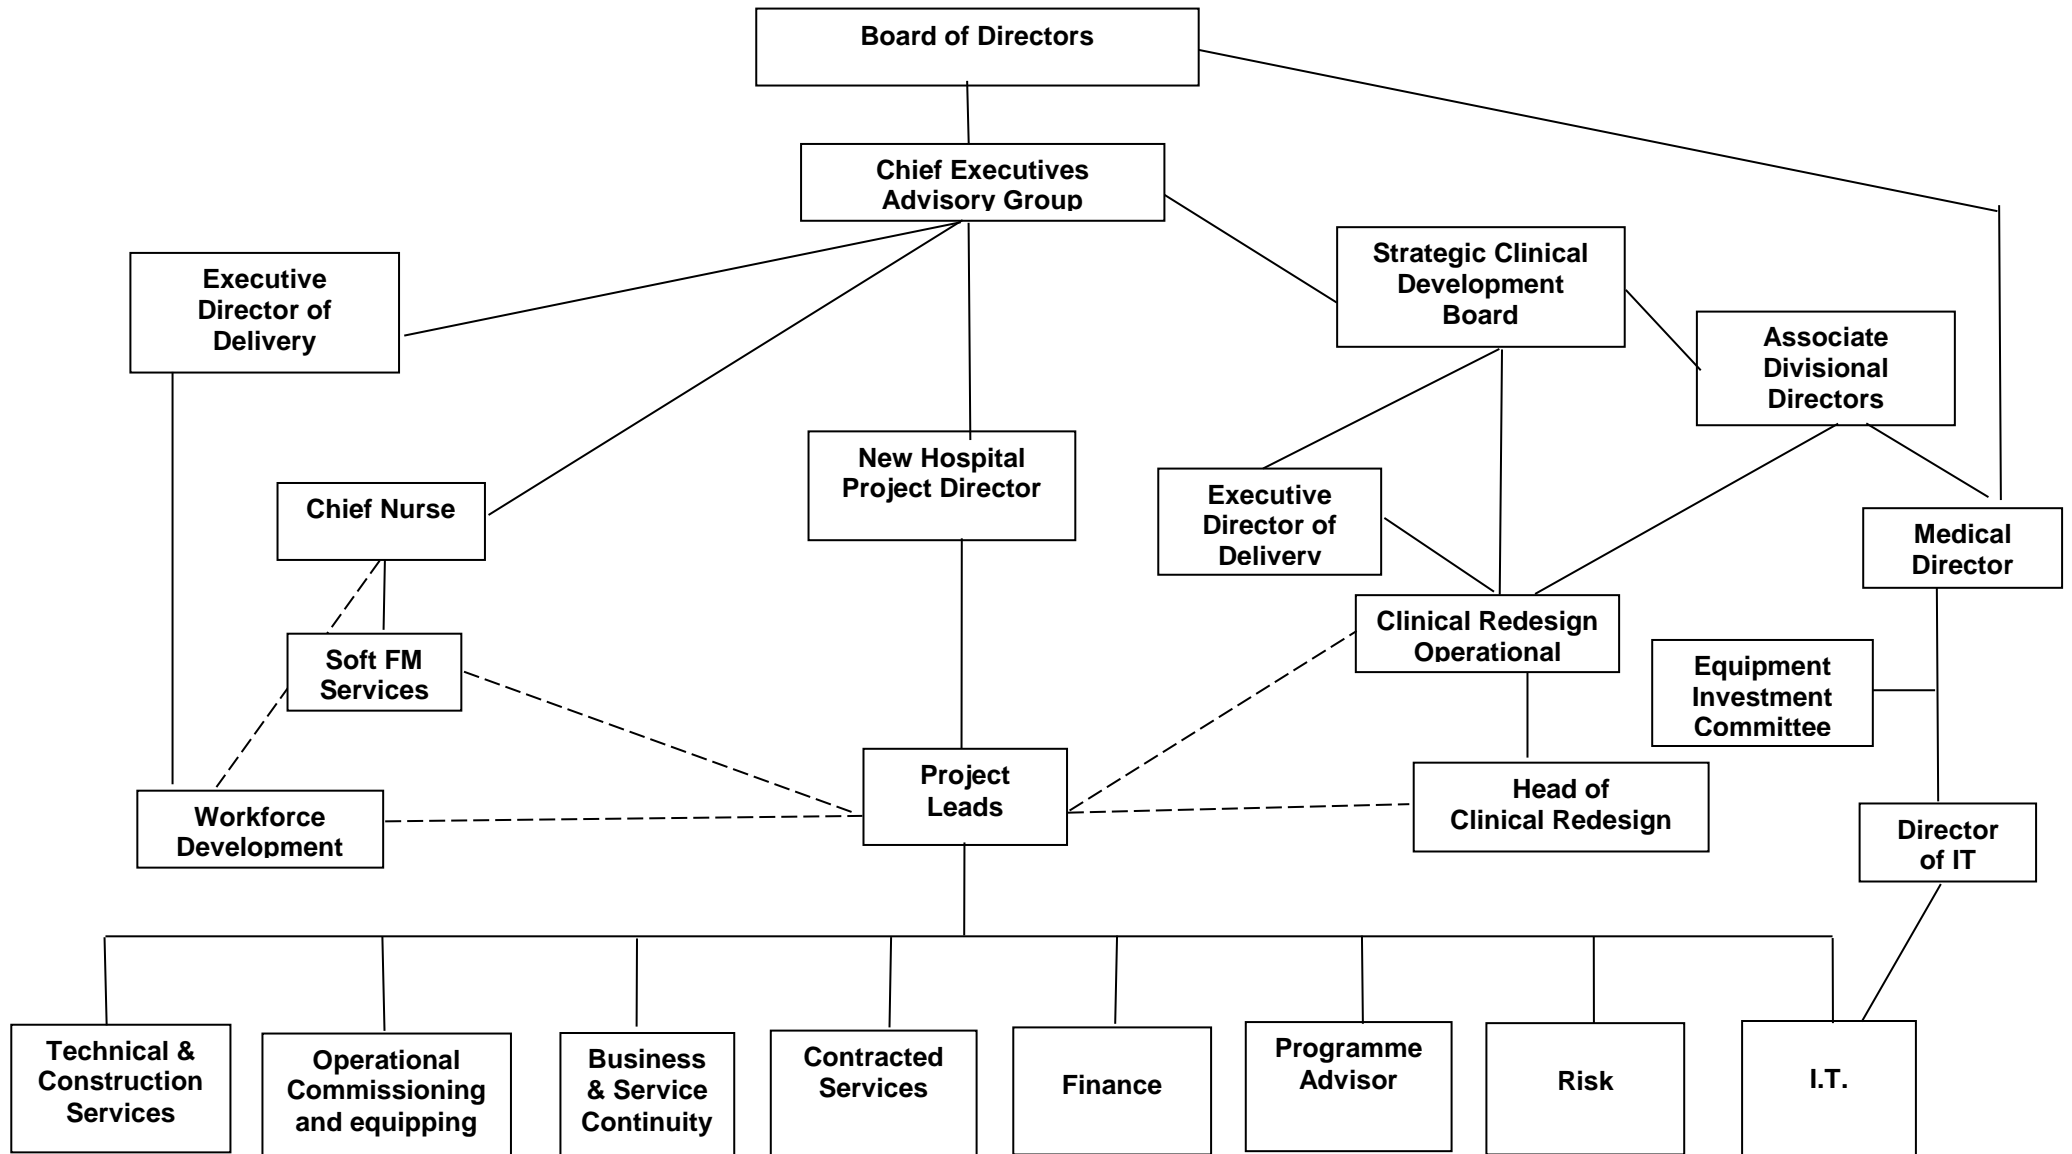 Board of Directors
Chief Executives
Advisory Group
Executive
Director of
Delivery
Strategic Clinical
Development
Board
Associate
Divisional
Directors
New Hospital
Project Director
Chief Nurse
Executive
Director of
Delivery
Medical
Director
Clinical Redesign
Operational
Soft FM
Services
Equipment
Investment
Committee
Project
Leads
Head of
Clinical Redesign
Workforce
Development
Director
of IT
Technical &
Construction
Services
Operational
Commissioning
and equipping
Business
& Service
Continuity
Contracted
Services
Finance
Programme
Advisor
Risk
I.T.